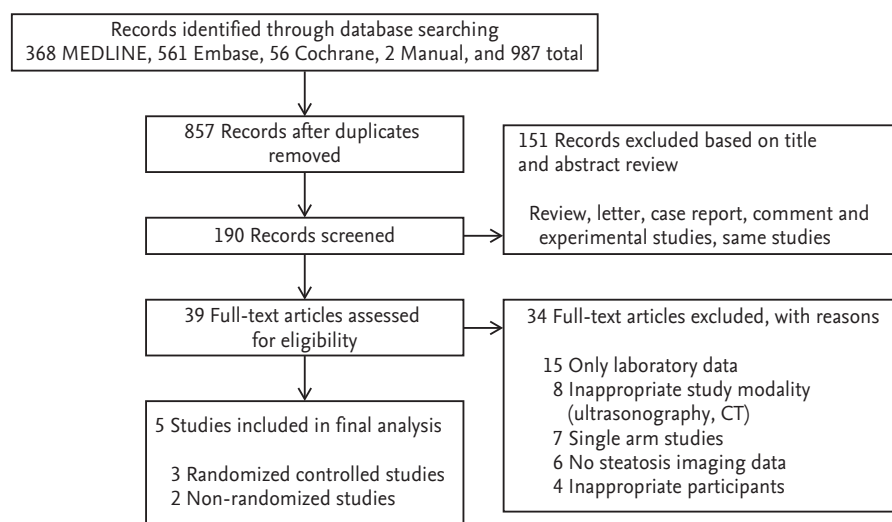 Records identified through database searching
368 MEDLINE, 561 Embase, 56 Cochrane, 2 Manual, and 987 total
857 Records after duplicates
removed
151 Records excluded based on title
and abstract review
Review, letter, case report, comment and
experimental studies, same studies
190 Records screened
39 Full-text articles assessed
for eligibility
34 Full-text articles excluded, with reasons
15 Only laboratory data
8 Inappropriate study modality
(ultrasonography, CT)
7 Single arm studies
6 No steatosis imaging data
4 Inappropriate participants
5 Studies included in final analysis
3 Randomized controlled studies
2 Non-randomized studies